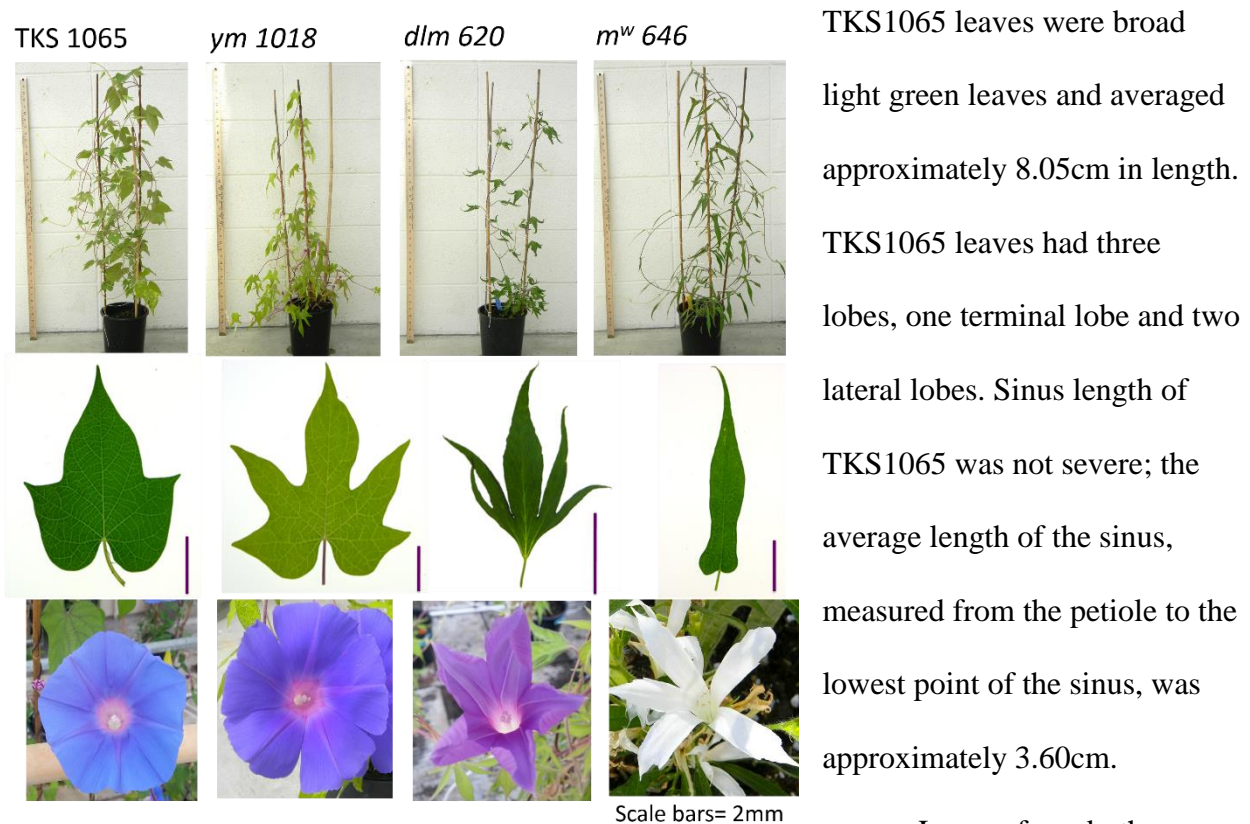 TKS 1065 ym 1018 dlm 620 mʷ 646
Scale bars= 2mm
TKS1065 leaves were broad
light green leaves and averaged
approximately 8.05cm in length.
TKS1065 leaves had three
lobes, one terminal lobe and two
lateral lobes. Sinus length of
TKS1065 was not severe; the
average length of the sinus,
measured from the petiole to the
lowest point of the sinus, was
approximately 3.60cm.